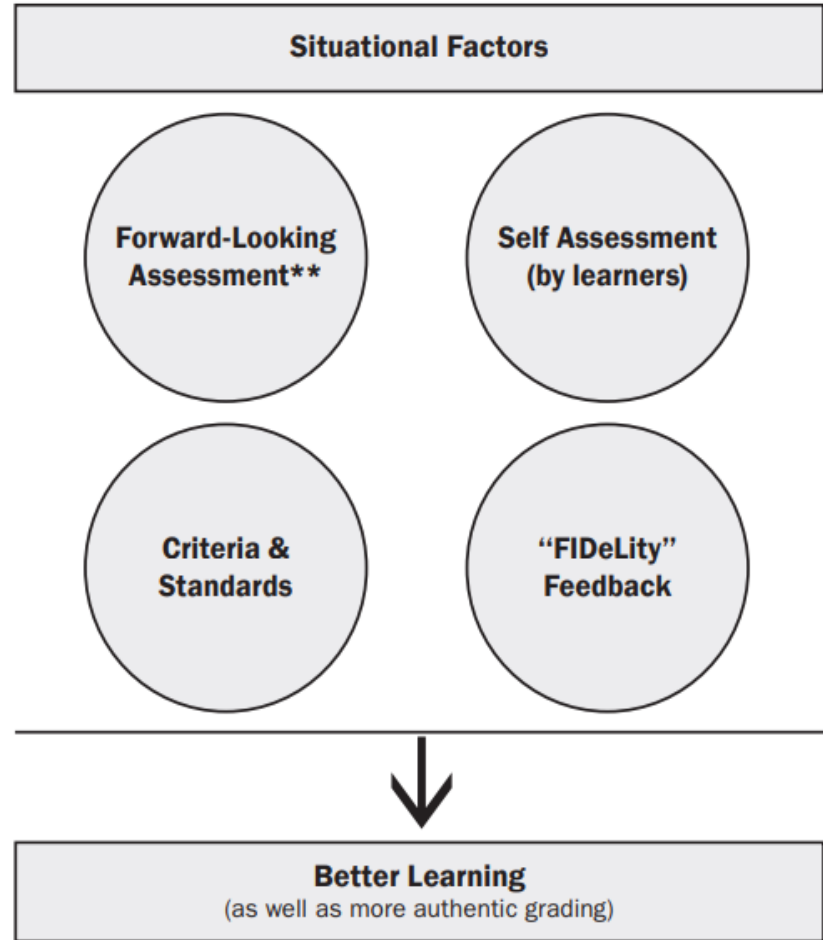 Situational Factors
Forward-Looking
Assessment**
Self Assessment
(by learners)
Criteria &
Standards
“FIDeLity”
Feedback
Better Learning
(as well as more authentic grading)